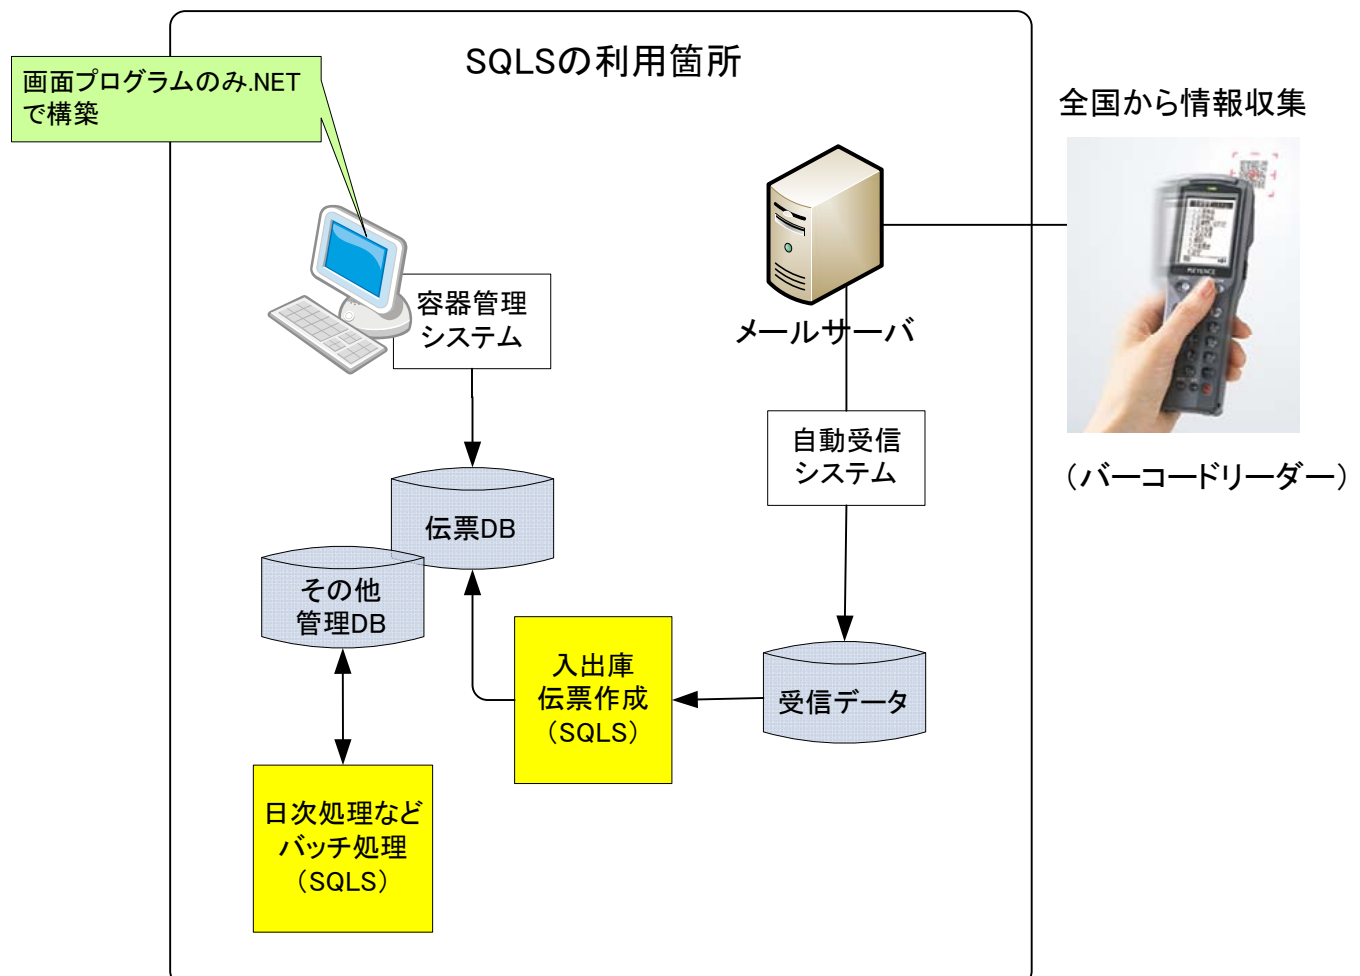 SQLSの利用箇所
画面プログラムのみ.NET
で構築
全国から情報収集
KEYENCE
容器管理
システム
メールサーバ
自動受信
システム
（バーコードリーダー）
伝票DB
その他
管理DB
入出庫
伝票作成
（SQLS）
受信データ
日次処理など
バッチ処理
（SQLS）